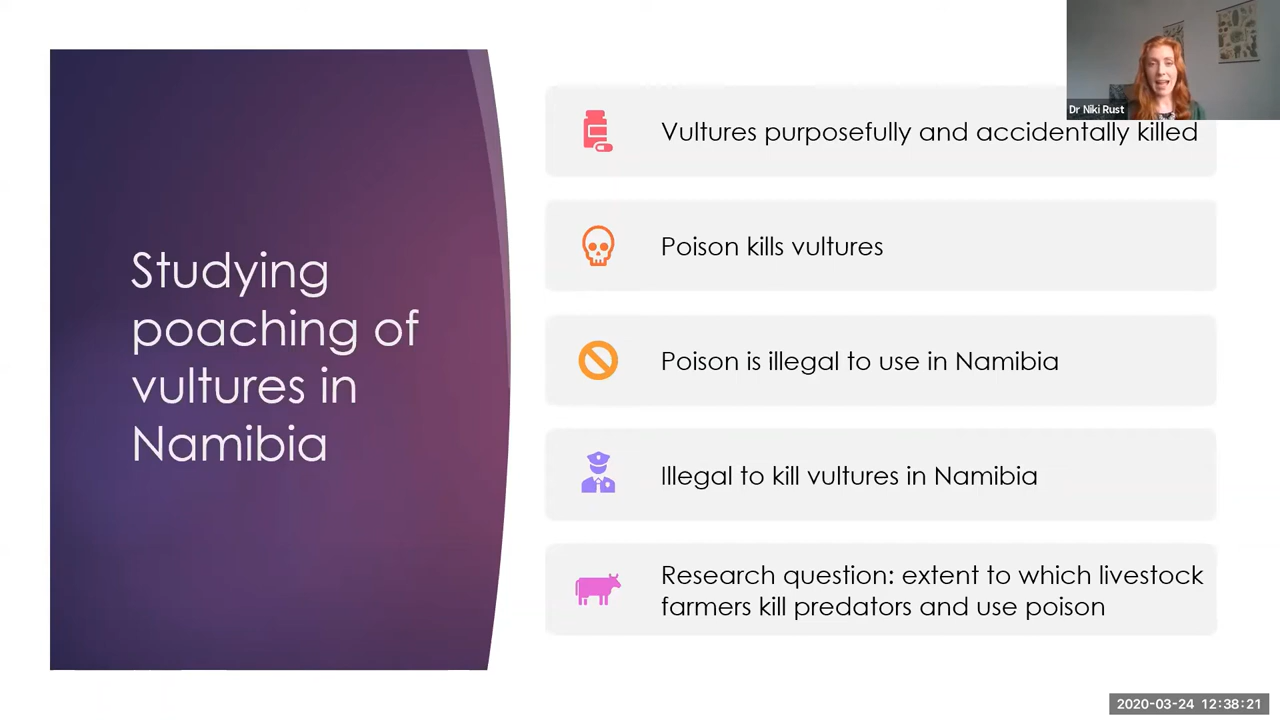 Studying
poaching of
vultures in
Namibia
Vultures purposefully and accidentally killed
Poison kills vultures
Poison is illegal to use in Namibia
Illegal to kill vultures in Namibia
Research question: extent to which livestock
farmers kill predators and use poison
Dr Niki Rust
2020-03-24 12:38:21